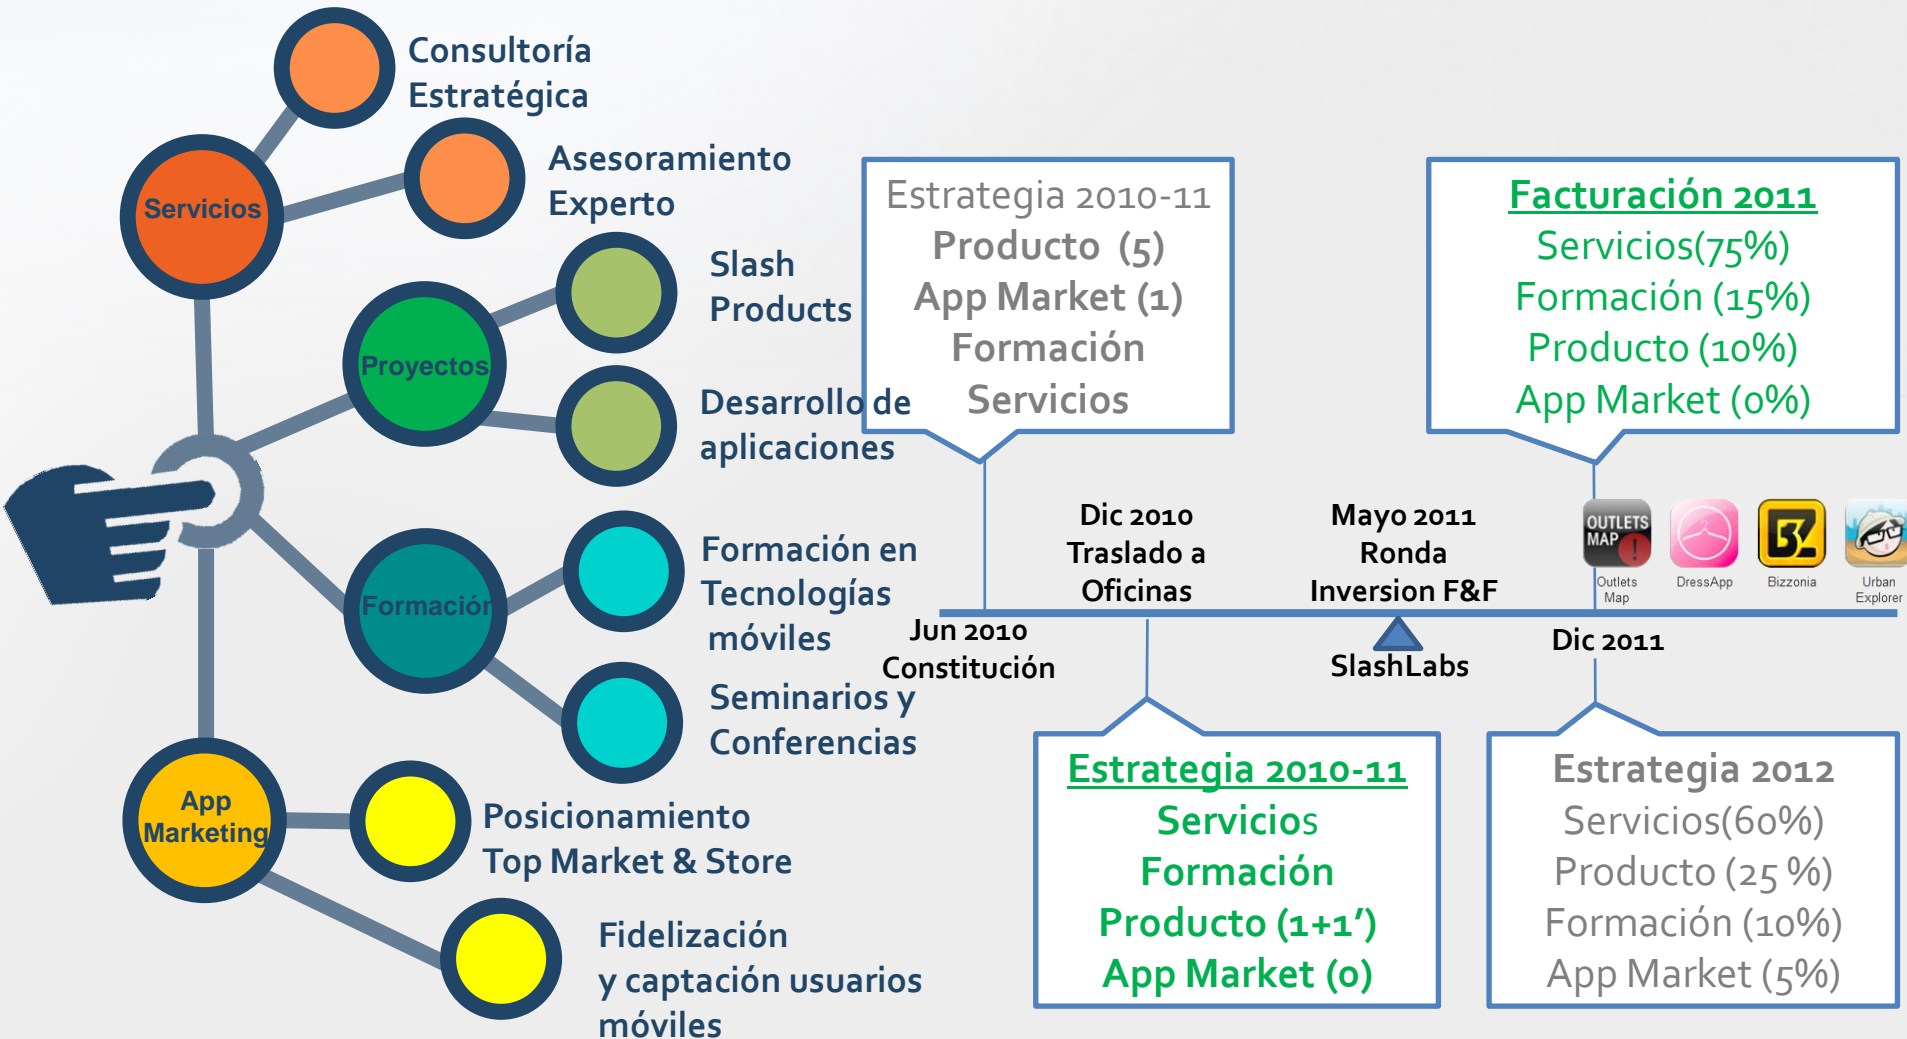 Consultoría
Estratégica
Servicios
Asesoramiento
Experto
Slash
Products
Proyectos
Desarrollo de
aplicaciones
Formación en
Tecnologías
móviles
Formación
Seminarios y
Conferencias
App
Marketing
Posicionamiento
Top Market & Store
Fidelización
y captación usuarios
móviles
Estrategia 2010-11
Producto (5)
App Market (1)
Formación
Servicios
Facturación 2011
Servicios(75%)
Formación (15%)
Producto (10%)
App Market (0%)
Dic 2010
Traslado a
Oficinas
Mayo 2011
Ronda
Inversion F&F
OUTLETS
MAP
!
Outlets
Map
DressApp
BZ
Bizzonia
Urban
Explorer
Jun 2010
Constitución
SlashLabs
Dic 2011
Estrategia 2010-11
Servicios
Formación
Producto (1+1’)
App Market (0)
Estrategia 2012
Servicios(60%)
Producto (25 %)
Formación (10%)
App Market (5%)